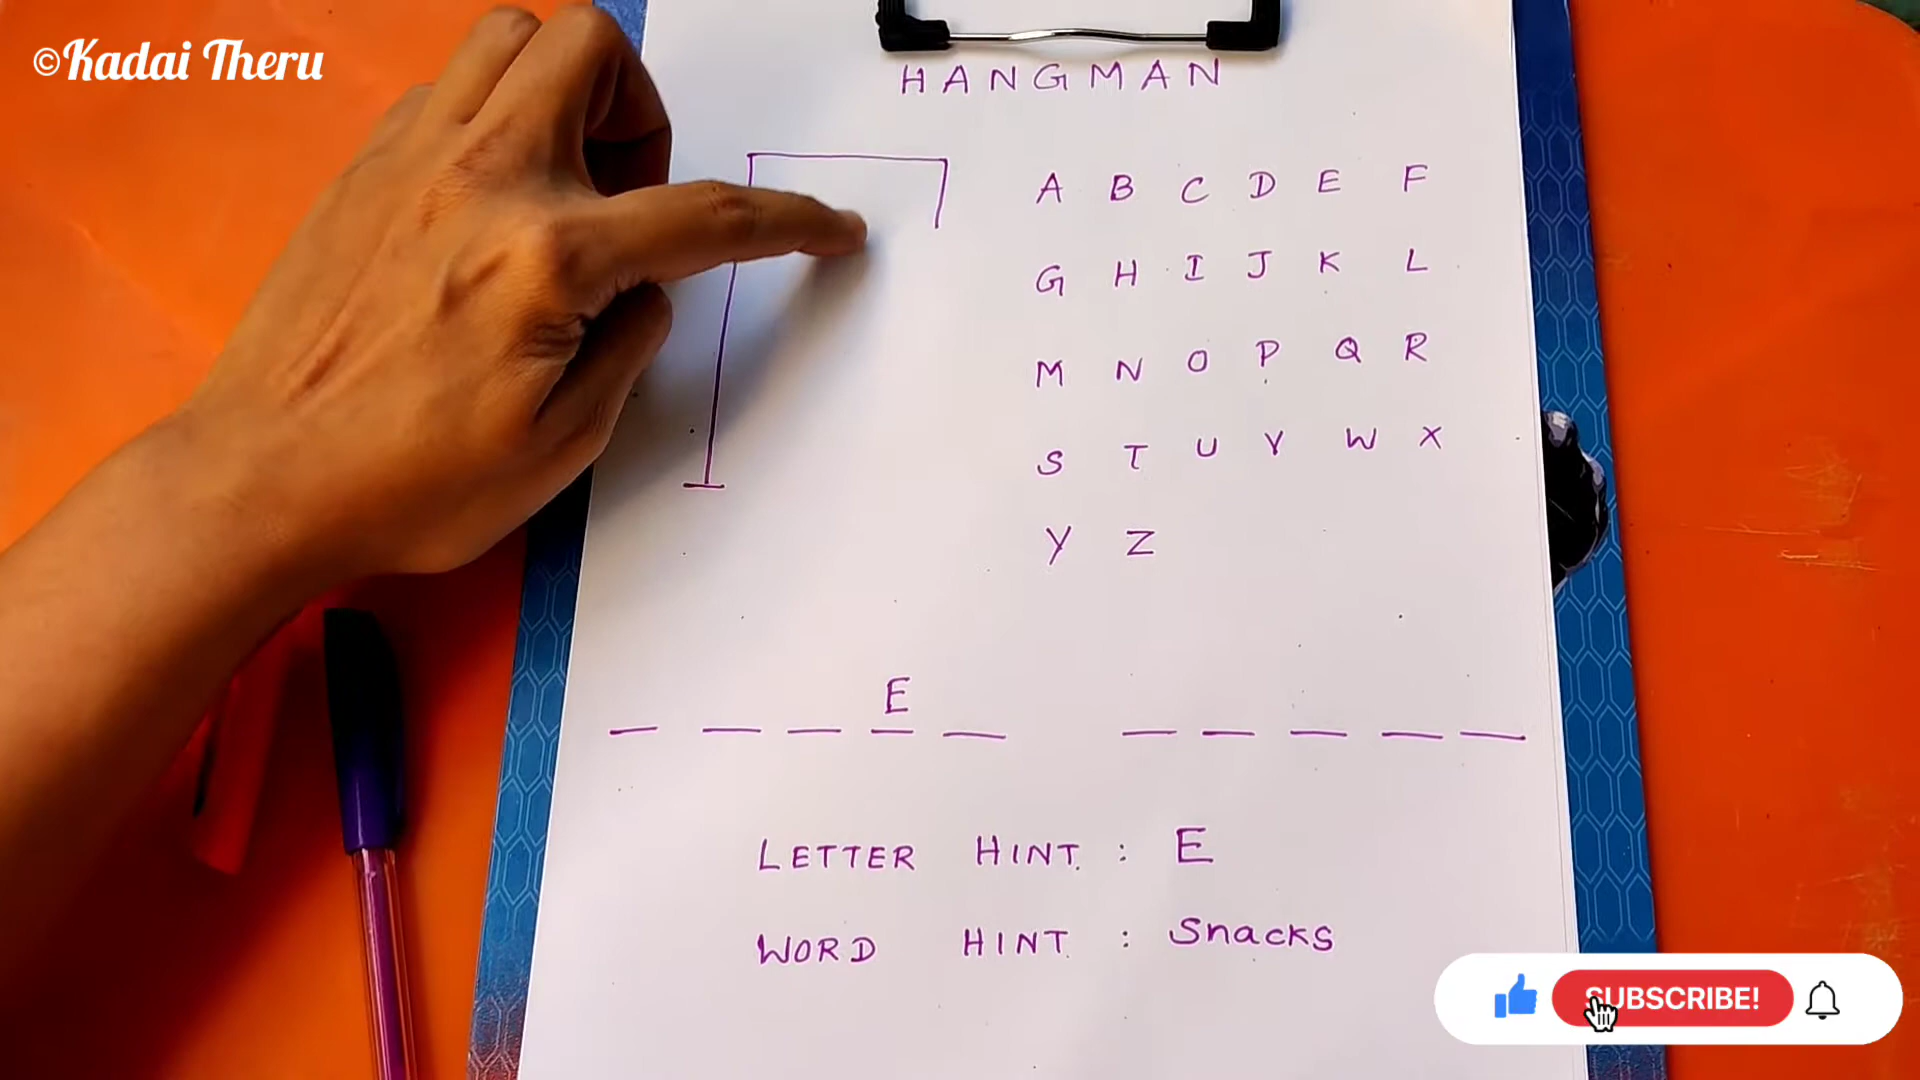 ©Kadai Theru
HANGMAN
A B C D E F
G H I J K L
M N O P Q R
S T U V W X
Y Z
E
LETTER HINT : E
WORD HINT : Snacks
SUBSCRIBE!